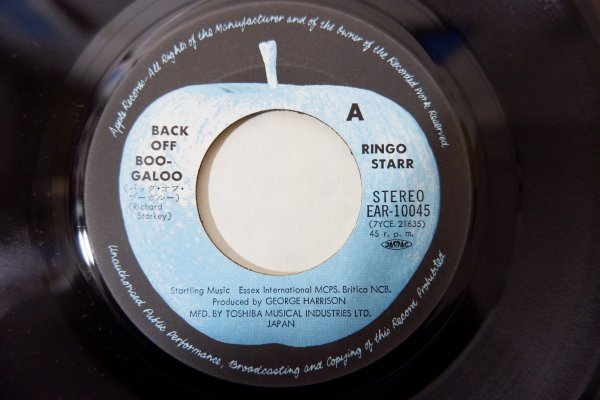 Apple Records-All Rights of the Manufacturer and of the Owner of the Recorded Work Reserved
A
BACK
OFF
BOO-
GALOO
(バック・オブ・
ブーガルー)
(Richard
Starkey)
RINGO
STARR
STEREO
EAR-10045
(7YCE. 21635)
45 r. p. m.
Startling Music Essex International MCPS. Britico NCB.
Produced by GEORGE HARRISON
MFD. BY TOSHIBA MUSICAL INDUSTRIES LTD.
JAPAN
Unauthorised Public Performance, Broadcasting and Copying of this Record Prohibited